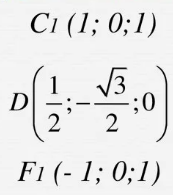 C₁ (1; 0;1)
D(1/2;-√3/2;0)
F₁ (- 1; 0;1)